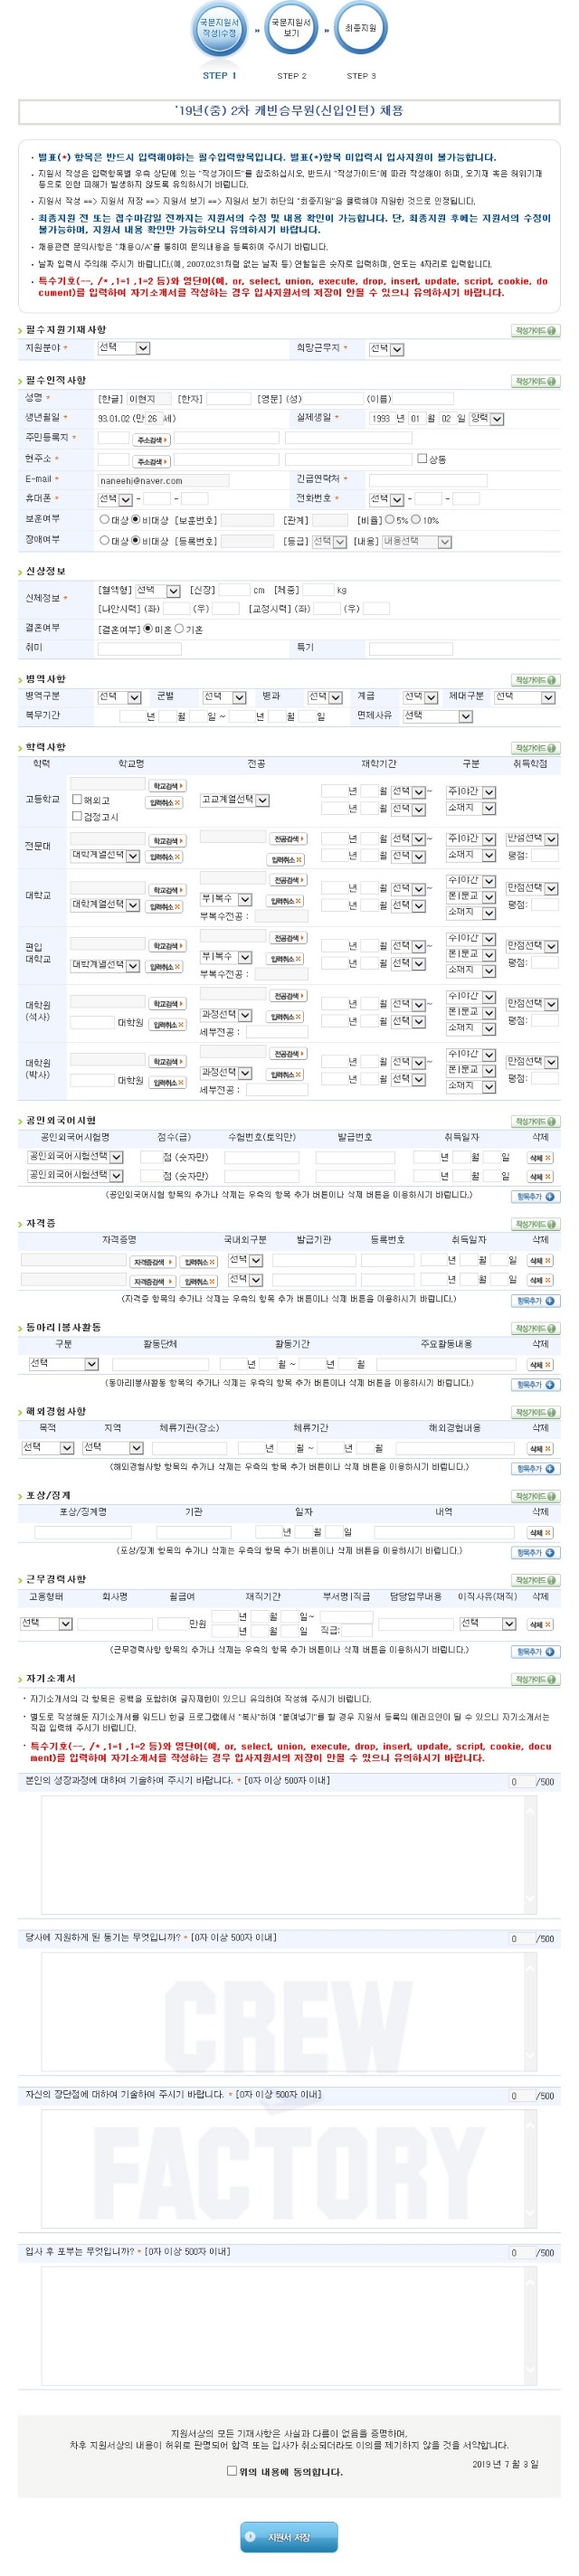 국문지원서
작성|수정
국문지원서
보기
최종지원
STEP 1 STEP 2 STEP 3
'19년(중) 2차 캐빈승무원(신입인턴) 채용
· 별표(*) 항목은 반드시 입력해야하는 필수입력항목입니다. 별표(*)항목 미입력시 입사지원이 불가능합니다.
· 지원서 작성은 입력항목별 우측 상단에 있는 "작성가이드"를 참조하십시오. 반드시 "작성가이드"에 따라 작성해야 하며, 오기재 혹은 허위기재
등으로 인한 피해가 발생하지 않도록 유의하시기 바랍니다.
· 지원서 작성 ==> 지원서 저장 ==> 지원서 보기 ==> 지원서 보기 하단의 "최종지원"을 클릭해야 지원한 것으로 인정됩니다.
· 최종지원 전 또는 접수마감일 전까지는 지원서의 수정 및 내용 확인이 가능합니다. 단, 최종지원 후에는 지원서의 수정이
불가능하며, 지원서 내용 확인만 가능하오니 유의하시기 바랍니다.
· 채용관련 문의사항은 "채용Q/A"를 통하여 문의내용을 등록하여 주시기 바랍니다.
· 날짜 입력시 주의해 주시기 바랍니다.(예, 2007.02.31처럼 없는 날짜 등) 연월일은 숫자로 입력하며, 연도는 4자리로 입력합니다.
· 특수기호(--, /* ,1=1 ,1=2 등)와 영단어(예, or, select, union, execute, drop, insert, update, script, cookie, do
cument)를 입력하여 자기소개서를 작성하는 경우 입사지원서의 저장이 안될 수 있으니 유의하시기 바랍니다.
필수지원기재사항 작성가이드
지원분야 * 선택 희망근무지 * 선택
필수인적사항 작성가이드
성명 * [한글] 이현지 [한자] [영문] (성) (이름)
생년월일 * 93.01.02 (만 26 세) 실제생일 * 1993 년 01 월 02 일 양력
주민등록지 * 주소검색
현주소 * 주소검색 상동
E-mail * naneehj@naver.com 긴급연락처 *
휴대폰 * 선택 - - 전화번호 * 선택 - -
보훈여부 대상 비대상 [보훈번호] [관계] [비율] 5% 10%
장애여부 대상 비대상 [등록번호] [등급] 선택 [내용] 내용선택
신상정보
신체정보 * [혈액형] 선택 [신장] cm [체중] kg
[나안시력] (좌) (우) [교정시력] (좌) (우)
결혼여부 [결혼여부] 미혼 기혼
취미 특기
병역사항 작성가이드
병역구분 선택 군별 선택 병과 선택 계급 선택 제대구분 선택
복무기간 년 월 일 ~ 년 월 일 면제사유 선택
학력사항 작성가이드
학력 학교명 전공 재학기간 구분 취득학점
고등학교 학교검색 해외고 입력취소 검정고시 고교계열선택 년 월 선택 ~ 년 월 선택 주|야간 소재지
전문대 학교검색 대학계열선택 입력취소 전공검색 입력취소 년 월 선택 ~ 년 월 선택 주|야간 소재지 만점선택 평점:
대학교 학교검색 대학계열선택 입력취소 전공검색 부|복수 입력취소 부복수전공 : 년 월 선택 ~ 년 월 선택 주|야간 본|분교 소재지 만점선택 평점:
편입
대학교 학교검색 대학계열선택 입력취소 전공검색 부|복수 입력취소 부복수전공 : 년 월 선택 ~ 년 월 선택 주|야간 본|분교 소재지 만점선택 평점:
대학원
(석사) 학교검색 대학원 입력취소 전공검색 과정선택 입력취소 세부전공 : 년 월 선택 ~ 년 월 선택 주|야간 본|분교 소재지 만점선택 평점:
대학원
(박사) 학교검색 대학원 입력취소 전공검색 과정선택 입력취소 세부전공 : 년 월 선택 ~ 년 월 선택 주|야간 본|분교 소재지 만점선택 평점:
공인외국어시험 작성가이드
공인외국어시험명 점수(급) 수험번호(토익만) 발급번호 취득일자 삭제
공인외국어시험선택 점 (숫자만) 년 월 일 삭제
공인외국어시험선택 점 (숫자만) 년 월 일 삭제
(공인외국어시험 항목의 추가나 삭제는 우측의 항목 추가 버튼이나 삭제 버튼을 이용하시기 바랍니다.) 항목추가
자격증 작성가이드
자격증명 국내외구분 발급기관 등록번호 취득일자 삭제
자격증검색 입력취소 선택 년 월 일 삭제
자격증검색 입력취소 선택 년 월 일 삭제
(자격증 항목의 추가나 삭제는 우측의 항목 추가 버튼이나 삭제 버튼을 이용하시기 바랍니다.) 항목추가
동아리|봉사활동 작성가이드
구분 활동단체 활동기간 주요활동내용 삭제
선택 년 월 ~ 년 월 삭제
(동아리|봉사활동 항목의 추가나 삭제는 우측의 항목 추가 버튼이나 삭제 버튼을 이용하시기 바랍니다.) 항목추가
해외경험사항 작성가이드
목적 지역 체류기관(장소) 체류기간 해외경험내용 삭제
선택 선택 년 월 ~ 년 월 삭제
(해외경험사항 항목의 추가나 삭제는 우측의 항목 추가 버튼이나 삭제 버튼을 이용하시기 바랍니다.) 항목추가
포상/징계 작성가이드
포상/징계명 기관 일자 내역 삭제
년 월 일 삭제
(포상/징계 항목의 추가나 삭제는 우측의 항목 추가 버튼이나 삭제 버튼을 이용하시기 바랍니다.) 항목추가
근무경력사항 작성가이드
고용형태 회사명 월급여 재직기간 부서명|직급 담당업무내용 이직사유(재직) 삭제
선택 만원 년 월 일~ 년 월 일 직급: 선택 삭제
(근무경력사항 항목의 추가나 삭제는 우측의 항목 추가 버튼이나 삭제 버튼을 이용하시기 바랍니다.) 항목추가
자기소개서 작성가이드
· 자기소개서의 각 항목은 공백을 포함하여 글자제한이 있으니 유의하여 작성해 주시기 바랍니다.
· 별도로 작성해둔 자기소개서를 워드나 한글 프로그램에서 "복사"하여 "붙여넣기"를 할 경우 지원서 등록의 에러요인이 될 수 있으니 자기소개서는
직접 입력해 주시기 바랍니다.
· 특수기호(--, /* ,1=1 ,1=2 등)와 영단어(예, or, select, union, execute, drop, insert, update, script, cookie, docu
ment)를 입력하여 자기소개서를 작성하는 경우 입사지원서의 저장이 안될 수 있으니 유의하시기 바랍니다.
본인의 성장과정에 대하여 기술하여 주시기 바랍니다. * [0자 이상 500자 이내] 0 /500
당사에 지원하게 된 동기는 무엇입니까? * [0자 이상 500자 이내] 0 /500
CREW
자신의 장단점에 대하여 기술하여 주시기 바랍니다. * [0자 이상 500자 이내] 0 /500
FACTORY
입사 후 포부는 무엇입니까? * [0자 이상 500자 이내] 0 /500
지원서상의 모든 기재사항은 사실과 다름이 없음을 증명하며,
차후 지원서상의 내용이 허위로 판명되어 합격 또는 입사가 취소되더라도 이의를 제기하지 않을 것을 서약합니다.
2019 년 7 월 3 일
위의 내용에 동의합니다.
지원서 저장